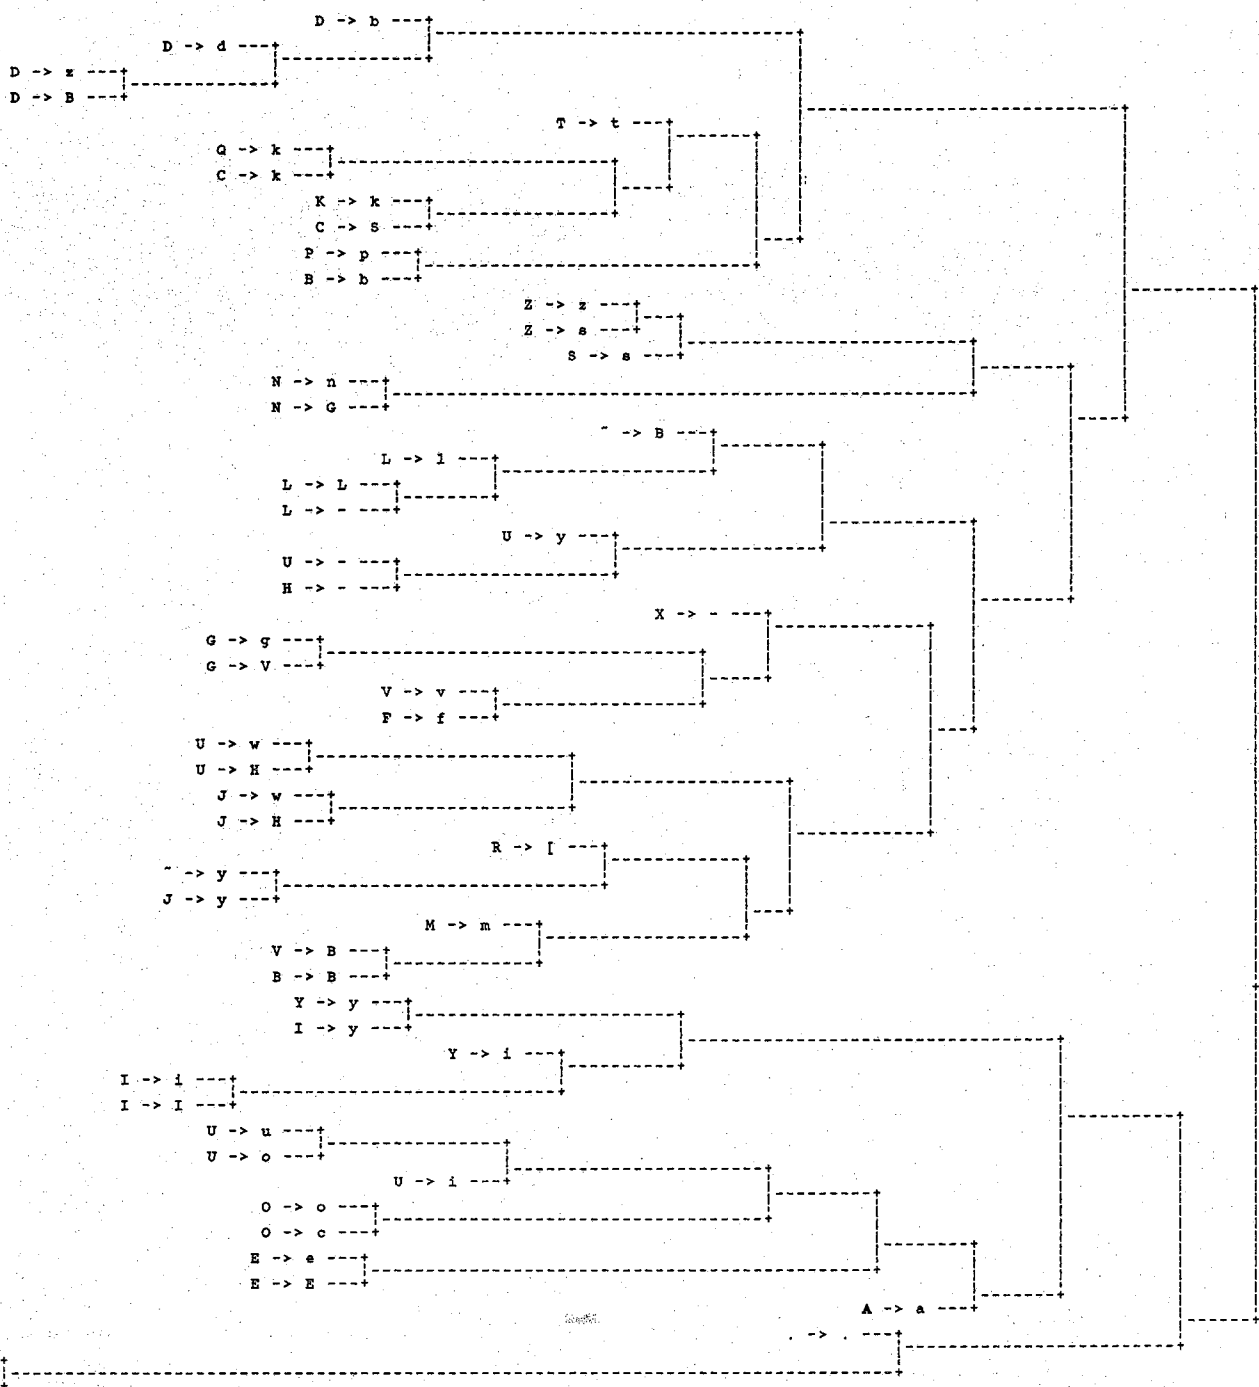 D -> b
D -> d
D -> z
D -> B
T -> t
Q -> k
C -> k
K -> k
C -> S
P -> p
B -> b
Z -> z
Z -> s
S -> s
N -> n
N -> G
~ -> B
L -> l
L -> L
L -> -
U -> y
U -> -
H -> -
X -> -
G -> g
G -> V
V -> v
F -> f
U -> w
U -> H
J -> w
J -> H
R -> [
~ -> y
J -> y
M -> m
V -> B
B -> B
Y -> y
I -> y
Y -> i
I -> i
I -> I
U -> u
U -> o
U -> i
O -> o
O -> c
E -> e
E -> E
A -> a
. -> .